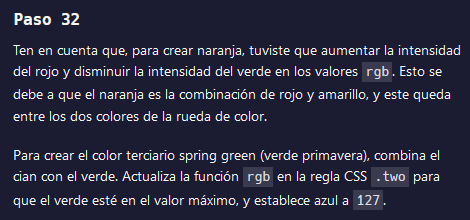 Paso 32
Ten en cuenta que, para crear naranja, tuviste que aumentar la intensidad
del rojo y disminuir la intensidad del verde en los valores rgb. Esto se
debe a que el naranja es la combinación de rojo y amarillo, y este queda
entre los dos colores de la rueda de color.
Para crear el color terciario spring green (verde primavera), combina el
cian con el verde. Actualiza la función rgb en la regla CSS .two para
que el verde esté en el valor máximo, y establece azul a 127.